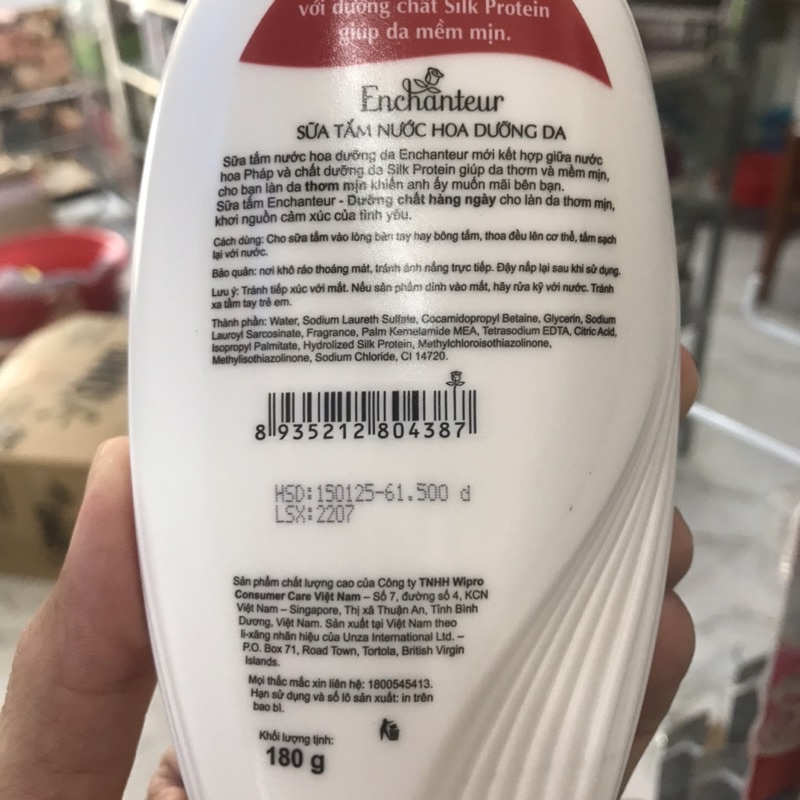 với dưỡng chất Silk Protein
giúp da mềm mịn.
Enchanteur
SỮA TẮM NƯỚC HOA DƯỠNG DA
Sữa tắm nước hoa dưỡng da Enchanteur mới kết hợp giữa nước
hoa Pháp và chất dưỡng da Silk Protein giúp da thơm và mềm mịn,
cho bạn làn da thơm mịn khiến anh ấy muốn mãi bên bạn.
Sữa tắm Enchanteur - Dưỡng chất hàng ngày cho làn da thơm mịn,
khơi nguồn cảm xúc của tình yêu.
Cách dùng: Cho sữa tắm vào lòng bàn tay hay bông tắm, thoa đều lên cơ thể, tắm sạch
lại với nước.
Bảo quản: nơi khô ráo thoáng mát, tránh ánh nắng trực tiếp. Đậy nắp lại sau khi sử dụng.
Lưu ý: Tránh tiếp xúc với mắt. Nếu sản phẩm dính vào mắt, hãy rửa kỹ với nước. Tránh
xa tầm tay trẻ em.
Thành phần: Water, Sodium Laureth Sulfate, Cocamidopropyl Betaine, Glycerin, Sodium
Lauroyl Sarcosinate, Fragrance, Palm Kernelamide MEA, Tetrasodium EDTA, Citric Acid,
Isopropyl Palmitate, Hydrolized Silk Protein, Methylchloroisothiazolinone,
Methylisothiazolinone, Sodium Chloride, CI 14720.
8 935212 804387
HSD:150125-61.500 đ
LSX:2207
Sản phẩm chất lượng cao của Công ty TNHH Wipro
Consumer Care Việt Nam – Số 7, đường số 4, KCN
Việt Nam – Singapore, Thị xã Thuận An, Tỉnh Bình
Dương, Việt Nam. Sản xuất tại Việt Nam theo
li-xăng nhãn hiệu của Unza International Ltd. –
P.O. Box 71, Road Town, Tortola, British Virgin
Islands.
Mọi thắc mắc xin liên hệ: 1800545413.
Hạn sử dụng và số lô sản xuất: in trên
bao bì.
Khối lượng tịnh:
180 g